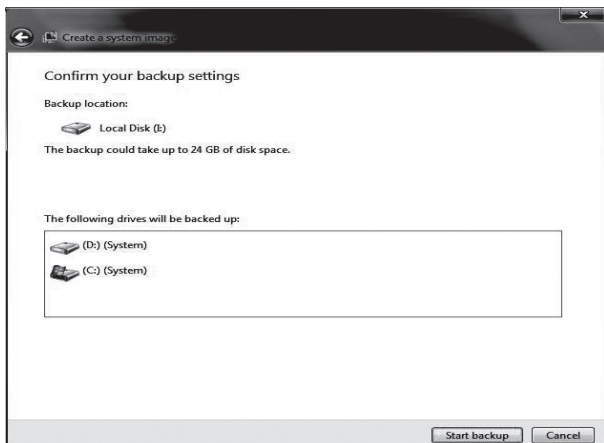 Create a system image
Confirm your backup settings
Backup location:
Local Disk (I:)
The backup could take up to 24 GB of disk space.
The following drives will be backed up:
(D:) (System)
(C:) (System)
Start backup
Cancel